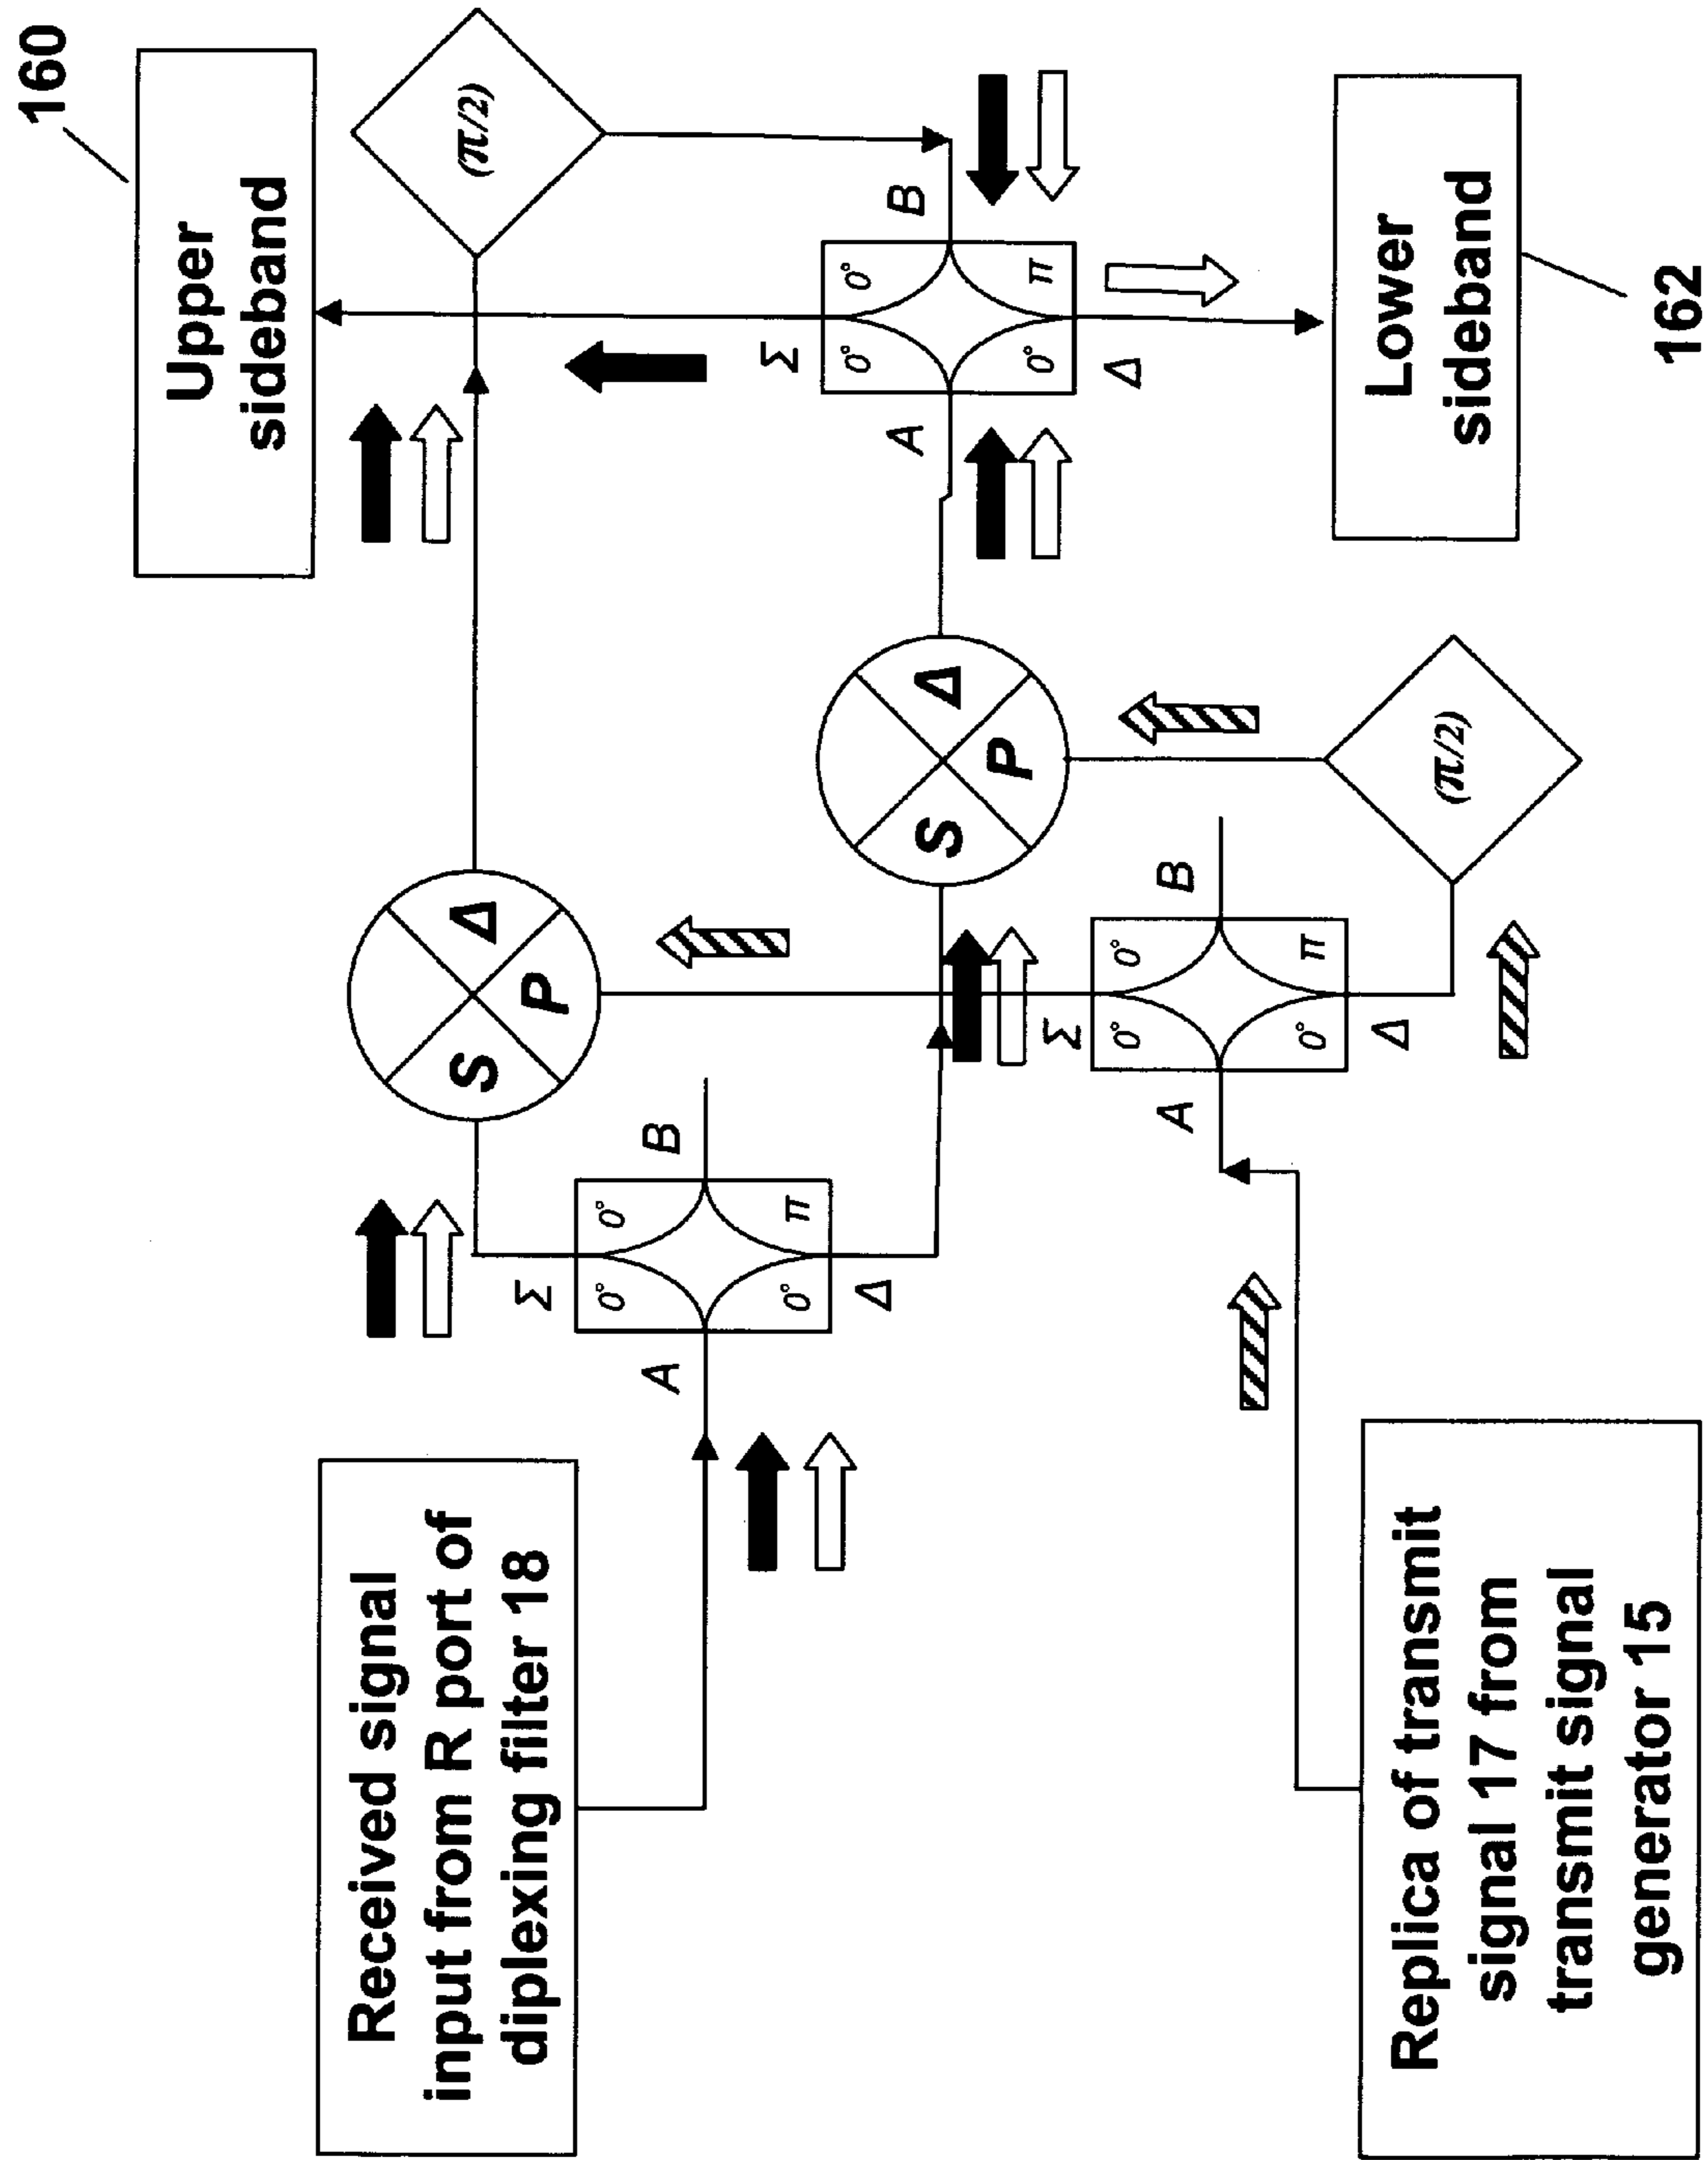 160
Upper
sideband
(π/2)
Received signal
input from R port of
diplexing filter 18
S
Δ
P
Σ
0°
0°
A
B
0°
π
Δ
S
Δ
P
Σ
0°
0°
A
B
0°
π
Δ
Replica of transmit
signal 17 from
transmit signal
generator 15
Σ
0°
0°
A
B
0°
π
Δ
(π/2)
Lower
sideband
162